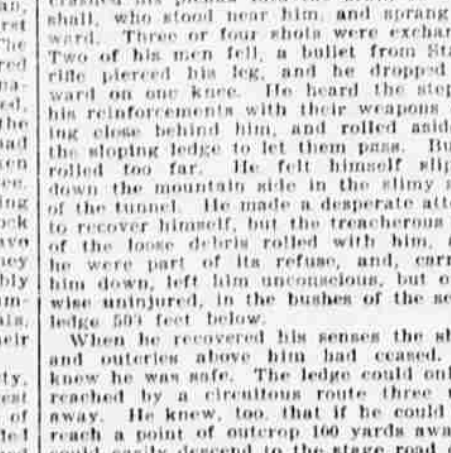 shall, who stood near him, and sprang
ward. Three or four shots were exchan
Two of his men fell, a bullet from Sta
rifle pierced his leg, and he dropped
ward on one knee. He heard the step
his reinforcements with their weapons
ing close behind him, and rolled aside
the sloping ledge to let them pass. Bu
rolled too far. He felt himself slip
down the mountain side in the slimy s
of the tunnel. He made a desperate atte
to recover himself, but the treacherous
of the loose debris rolled with him, a
he were part of its refuse, and, carr
him down, left him unconscious, but o
wise uninjured, in the bushes of the se
ledge 500 feet below.
When he recovered his senses the sh
and outcries above him had ceased.
knew he was safe. The ledge could onl
reached by a circuitous route three
away. He knew, too, that if he could
reach a point of outcrop 100 yards awa
could easily descend to the stage road